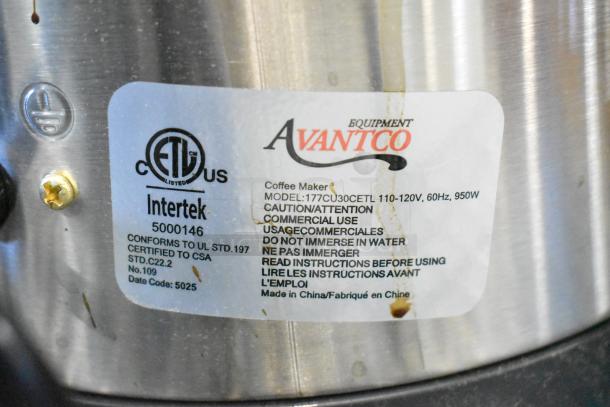 EQUIPMENT
AVANTCO
C ETL CM US
LISTED
Intertek
5000146
CONFORMS TO UL STD.197
CERTIFIED TO CSA
STD.C22.2
No.109
Data Code: 5025
Coffee Maker
MODEL:177CU30CETL 110-120V, 60Hz, 950W
CAUTION/ATTENTION
COMMERCIAL USE
USAGECOMMERCIALES
DO NOT IMMERSE IN WATER
NE PAS IMMERGER
READ INSTRUCTIONS BEFORE USING
LIRE LES INSTRUCTIONS AVANT
L'EMPLOI
Made in China/Fabriqué en Chine